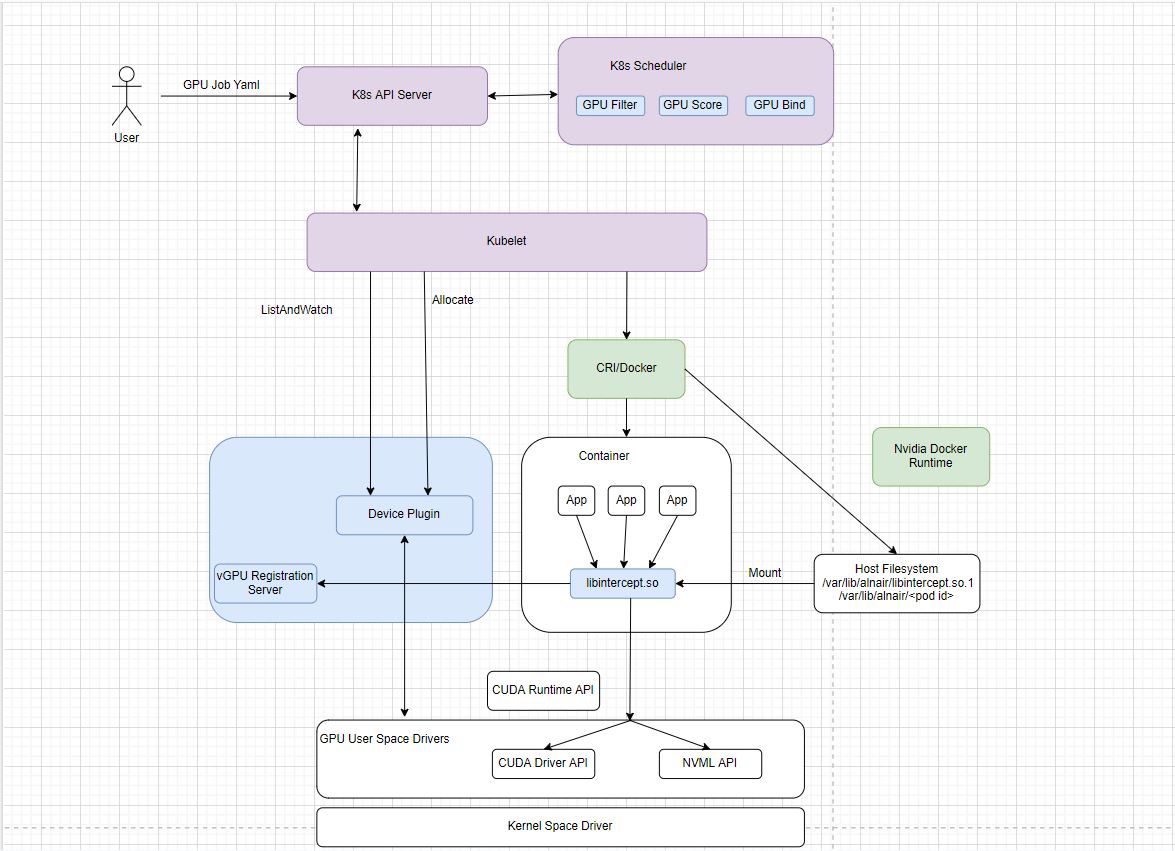 K8s Scheduler
GPU Job Yaml
K8s API Server
GPU Filter
GPU Score
GPU Bind
User
Kubelet
ListAndWatch
Allocate
CRI/Docker
Container
Nvidia Docker
Runtime
App
App
App
Device Plugin
vGPU Registration
Server
libintercept.so
Mount
Host Filesystem
/var/lib/alnair/libintercept.so.1
/var/lib/alnair/<pod id>
CUDA Runtime API
GPU User Space Drivers
CUDA Driver API
NVML API
Kernel Space Driver